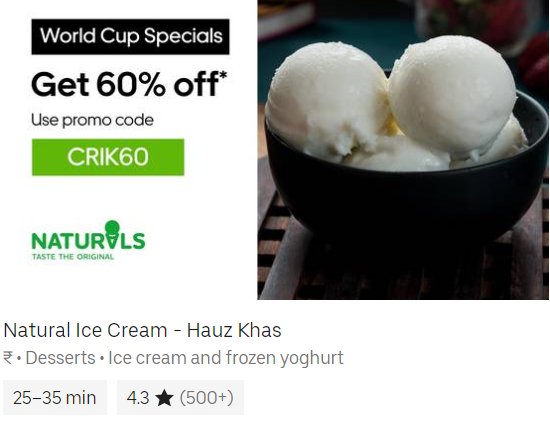 World Cup Specials
Get 60% off*
Use promo code
CRIK60
NATURALS
TASTE THE ORIGINAL
Natural Ice Cream - Hauz Khas
₹ • Desserts • Ice cream and frozen yoghurt
25–35 min
4.3 ★ (500+)